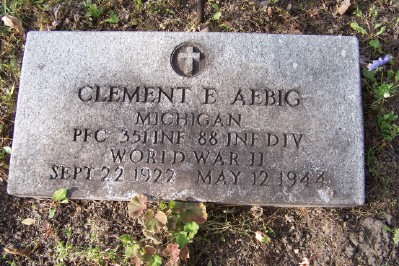 CLEMENT E AEBIG
MICHIGAN
PFC 351 INF 88 INF DIV
WORLD WAR II
SEPT 22 1922 MAY 12 1944